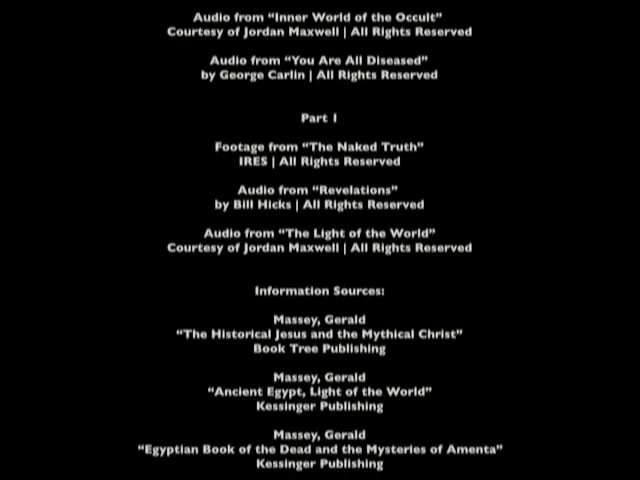 Audio from “Inner World of the Occult”
Courtesy of Jordan Maxwell | All Rights Reserved
Audio from “You Are All Diseased”
by George Carlin | All Rights Reserved
Part I
Footage from “The Naked Truth”
IRES | All Rights Reserved
Audio from “Revelations”
by Bill Hicks | All Rights Reserved
Audio from “The Light of the World”
Courtesy of Jordan Maxwell | All Rights Reserved
Information Sources:
Massey, Gerald
“The Historical Jesus and the Mythical Christ”
Book Tree Publishing
Massey, Gerald
“Ancient Egypt, Light of the World”
Kessinger Publishing
Massey, Gerald
“Egyptian Book of the Dead and the Mysteries of Amenta”
Kessinger Publishing